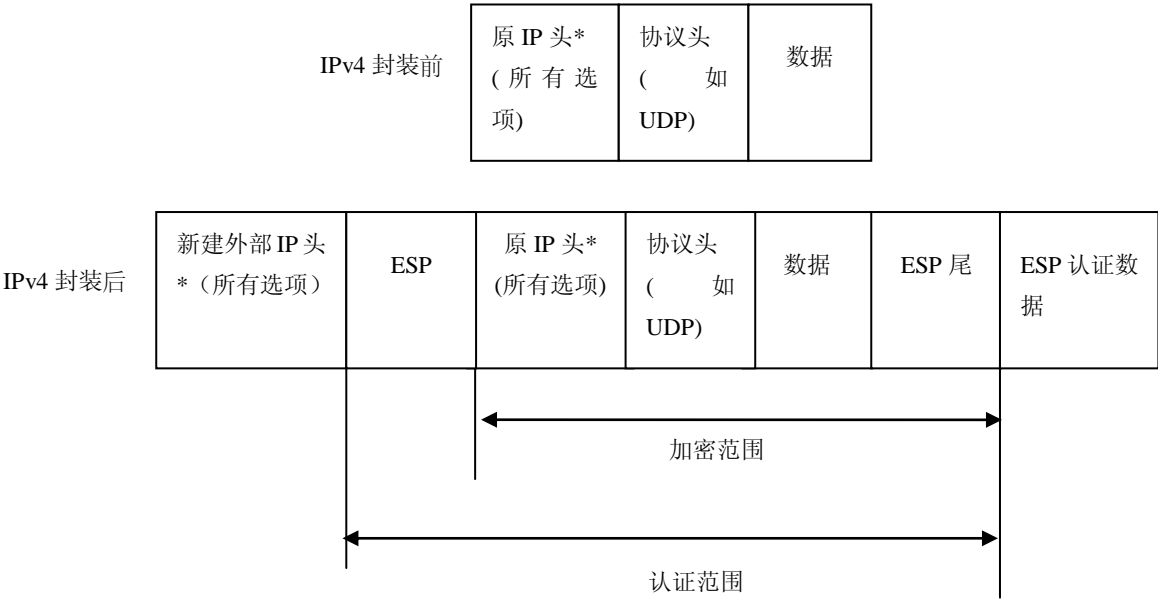 IPv4 封装前
原 IP 头*
(所有选
项)
协议头
( 如
UDP)
数据
IPv4 封装后
新建外部 IP 头
*（所有选项）
ESP
原 IP 头*
(所有选项)
协议头
( 如
UDP)
数据
ESP 尾
ESP 认证数
据
加密范围
认证范围